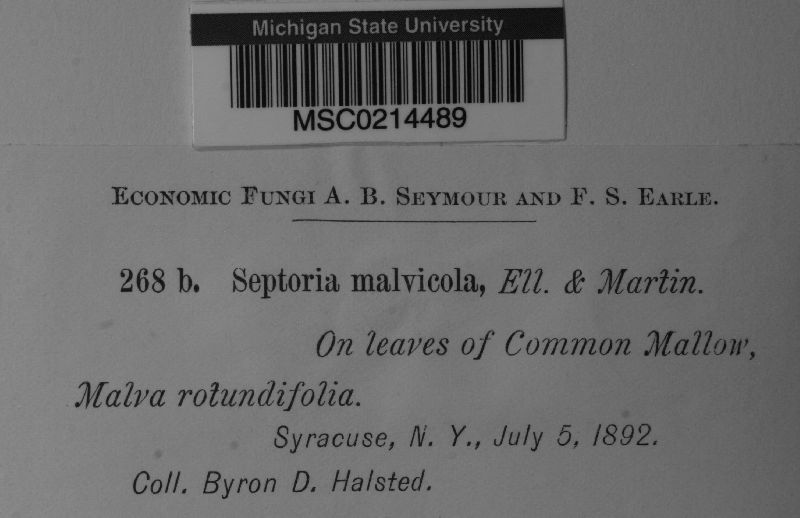 Michigan State University
MSC0214489
Economic Fungi A. B. Seymour and F. S. Earle.
268 b. Septoria malvicola, Ell. & Martin.
On leaves of Common Mallow,
Malva rotundifolia.
Syracuse, N. Y., July 5, 1892.
Coll. Byron D. Halsted.